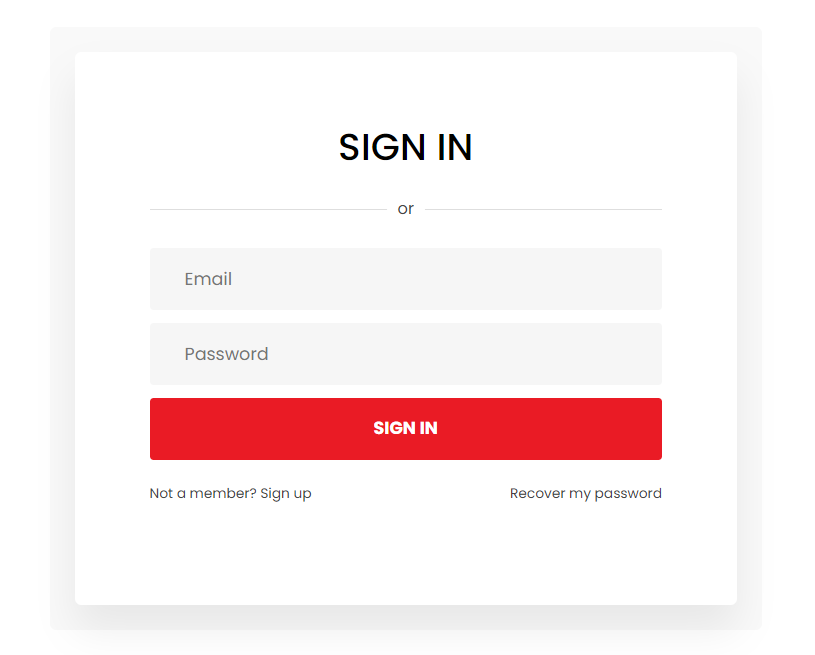 SIGN IN
or
Email
Password
SIGN IN
Not a member? Sign up
Recover my password